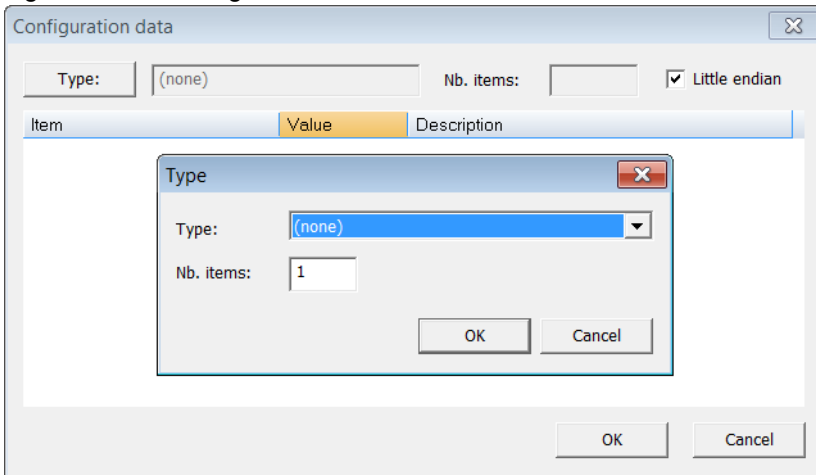 Configuration data
Type: (none) Nb. items: Little endian
Item Value Description
Type
Type: (none)
Nb. items: 1
OK Cancel
OK Cancel